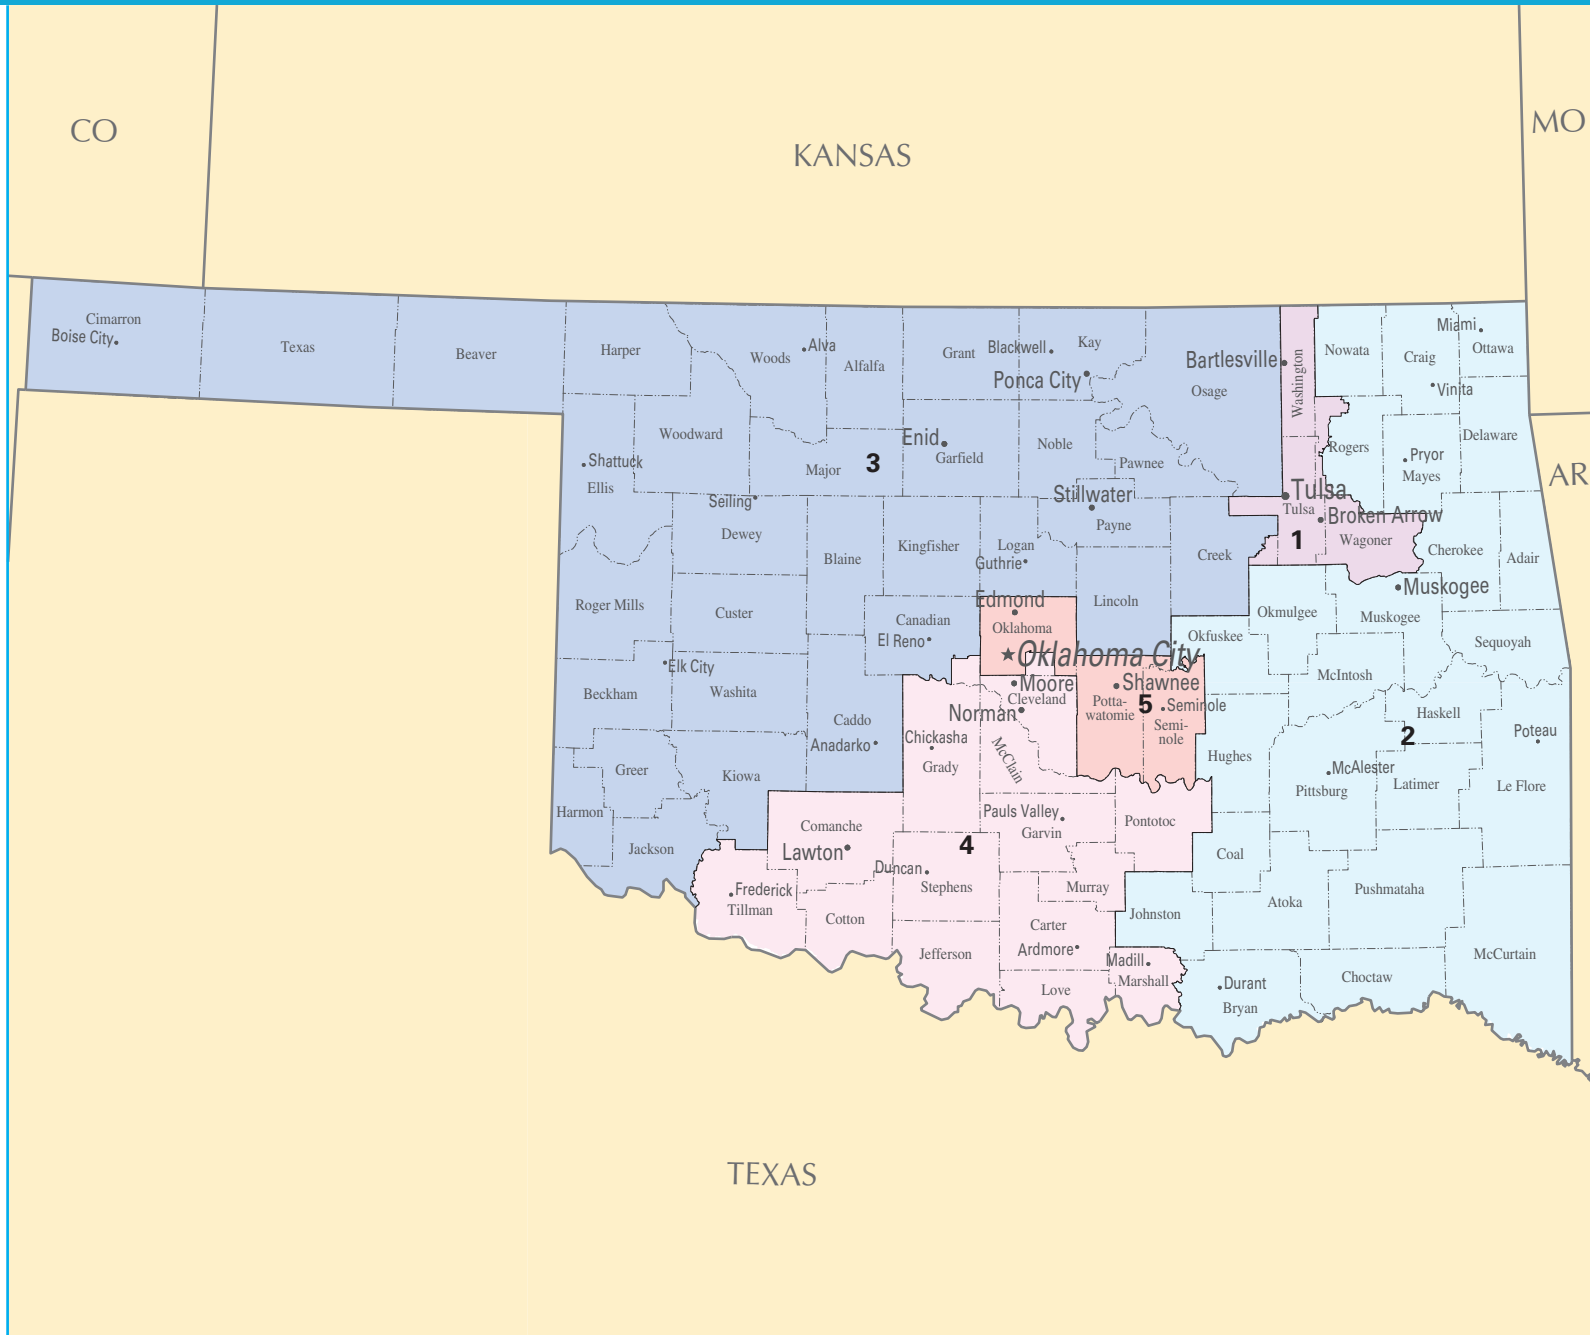 CO
KANSAS
MO
Cimarron
Boise City
Texas
Beaver
Harper
Woods
Alva
Alfalfa
Grant
Blackwell
Kay
Ponca City
Bartlesville
Osage
Washington
Nowata
Craig
Miami
Ottawa
Vinita
Woodward
Shattuck
Ellis
Major
3
Enid
Garfield
Noble
Pawnee
Rogers
Pryor
Mayes
Delaware
AR
Seiling
Dewey
Stillwater
Payne
Tulsa
Tulsa
Broken Arrow
1
Wagoner
Cherokee
Adair
Blaine
Kingfisher
Logan
Guthrie
Creek
Muskogee
Muskogee
Roger Mills
Custer
Canadian
El Reno
Edmond
Oklahoma
Lincoln
Okmulgee
Okfuskee
Sequoyah
Oklahoma City
McIntosh
Elk City
Beckham
Washita
Caddo
Anadarko
Moore
Cleveland
Norman
Shawnee
Potta-
watomie
5
Seminole
Semi-
nole
Haskell
2
Poteau
Chickasha
Grady
McClain
Hughes
McAlester
Pittsburg
Latimer
Le Flore
Greer
Kiowa
Harmon
Jackson
Comanche
Lawton
4
Pauls Valley
Garvin
Pontotoc
Coal
Duncan
Stephens
Murray
Frederick
Tillman
Cotton
Carter
Ardmore
Johnston
Atoka
Pushmataha
Jefferson
Love
Madill
Marshall
Durant
Bryan
Choctaw
McCurtain
TEXAS